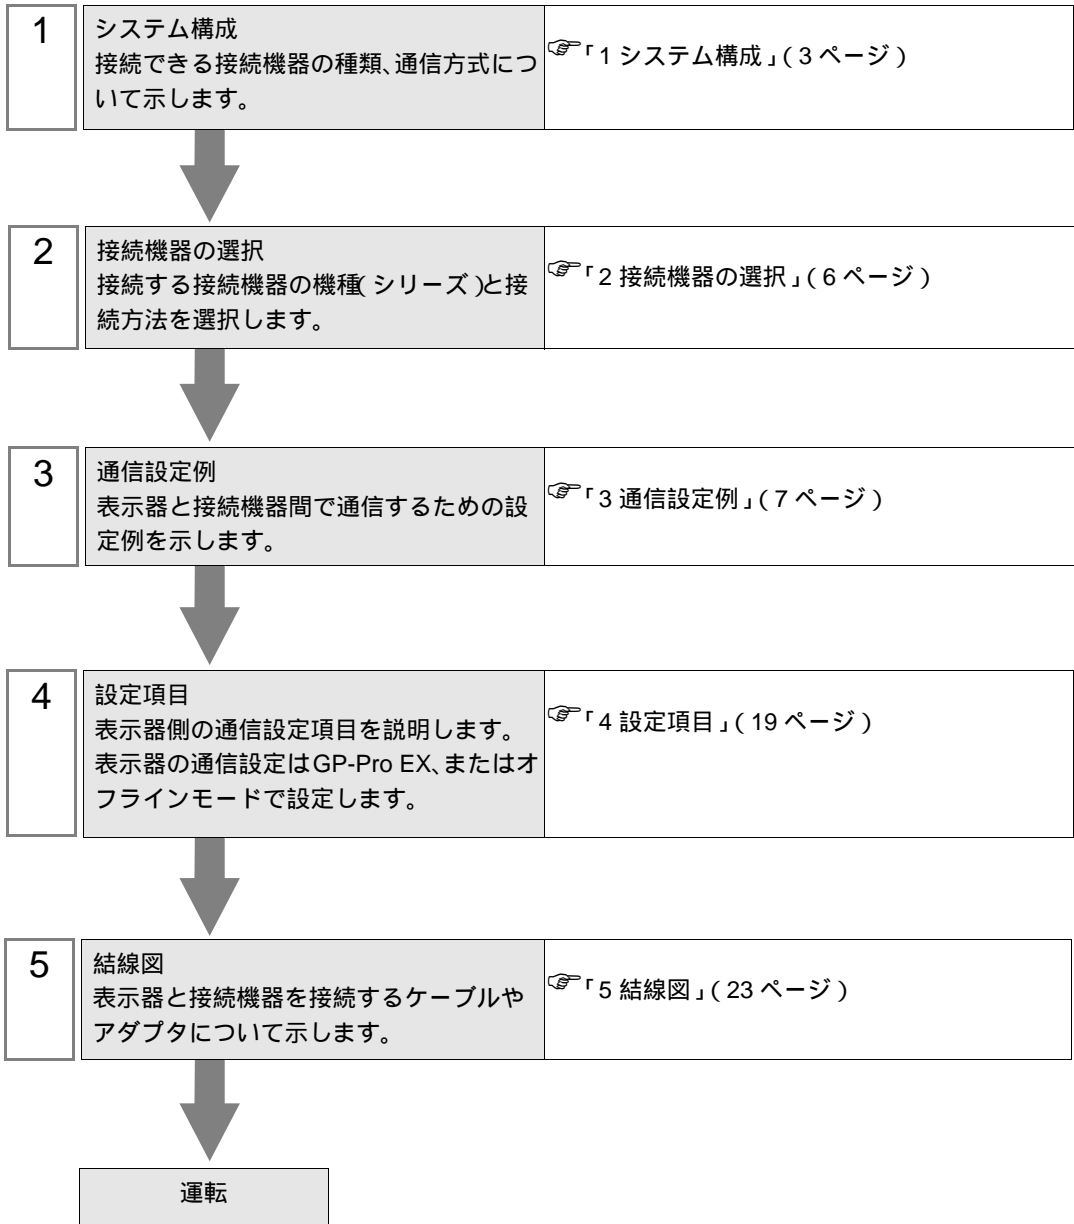 1
システム構成
接続できる接続機器の種類、通信方式につ
いて示します。
☞「1 システム構成」( 3 ページ )
2
接続機器の選択
接続する接続機器の機種( シリーズ )と接
続方法を選択します。
☞「2 接続機器の選択」( 6 ページ )
3
通信設定例
表示器と接続機器間で通信するための設
定例を示します。
☞「3 通信設定例」( 7 ページ )
4
設定項目
表示器側の通信設定項目を説明します。
表示器の通信設定はGP-Pro EX、またはオ
フラインモードで設定します。
☞「4 設定項目」( 19 ページ )
5
結線図
表示器と接続機器を接続するケーブルや
アダプタについて示します。
☞「5 結線図」( 23 ページ )
運転